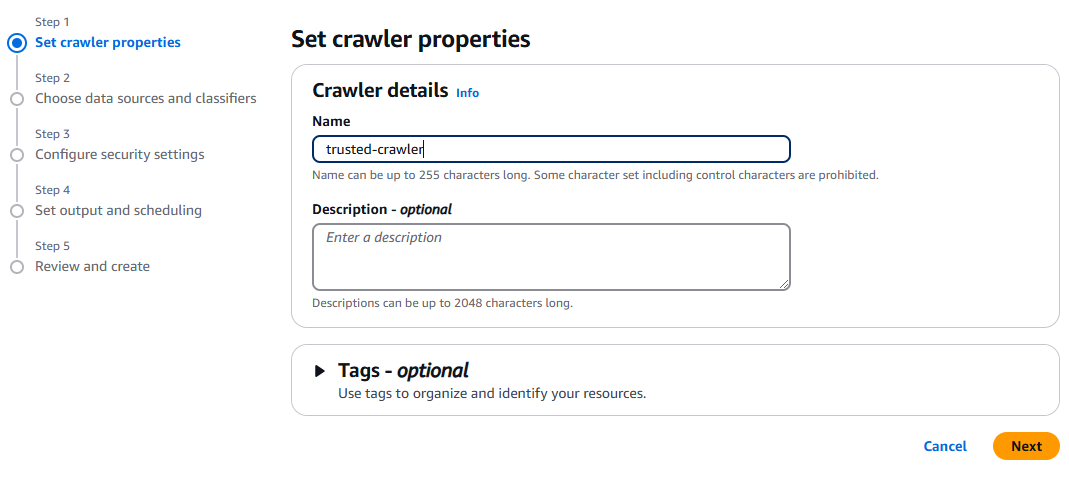 Step 1
Set crawler properties
Step 2
Choose data sources and classifiers
Step 3
Configure security settings
Step 4
Set output and scheduling
Step 5
Review and create
Set crawler properties
Crawler details Info
Name
trusted-crawler
Name can be up to 255 characters long. Some character set including control characters are prohibited.
Description - optional
Enter a description
Descriptions can be up to 2048 characters long.
Tags - optional
Use tags to organize and identify your resources.
Cancel Next